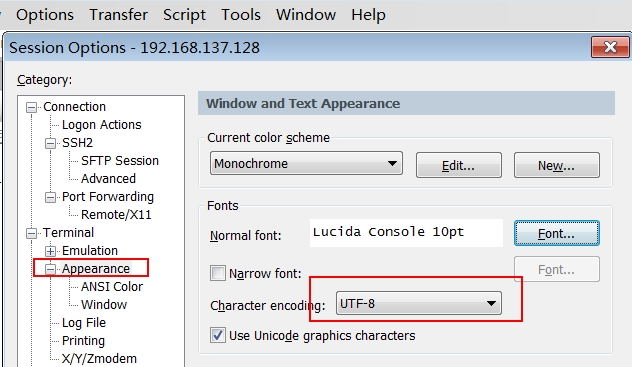 Options Transfer Script Tools Window Help
Session Options - 192.168.137.128
Category:
Connection
Logon Actions
SSH2
SFTP Session
Advanced
Port Forwarding
Remote/X11
Terminal
Emulation
Appearance
ANSI Color
Window
Log File
Printing
X/Y/Zmodem
Window and Text Appearance
Current color scheme
Monochrome
Edit...
New...
Fonts
Normal font: Lucida Console 10pt Font...
Narrow font: Font...
Character encoding: UTF-8
Use Unicode graphics characters